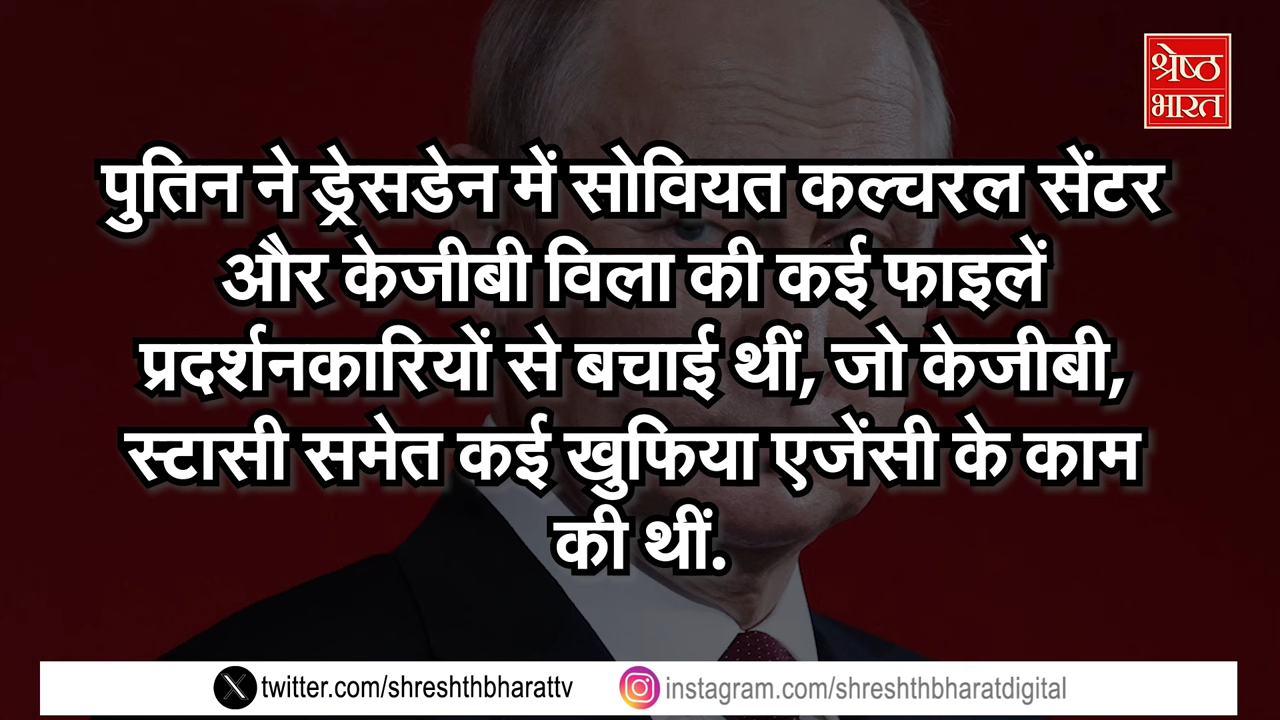 श्रेष्ठ
भारत
पुतिन ने ड्रेसडेन में सोवियत कल्चरल सेंटर
और केजीबी विला की कई फाइलें
प्रदर्शनकारियों से बचाई थीं, जो केजीबी,
स्टासी समेत कई खुफिया एजेंसी के काम
की थीं.
twitter.com/shreshthbharattv
instagram.com/shreshthbharatdigital